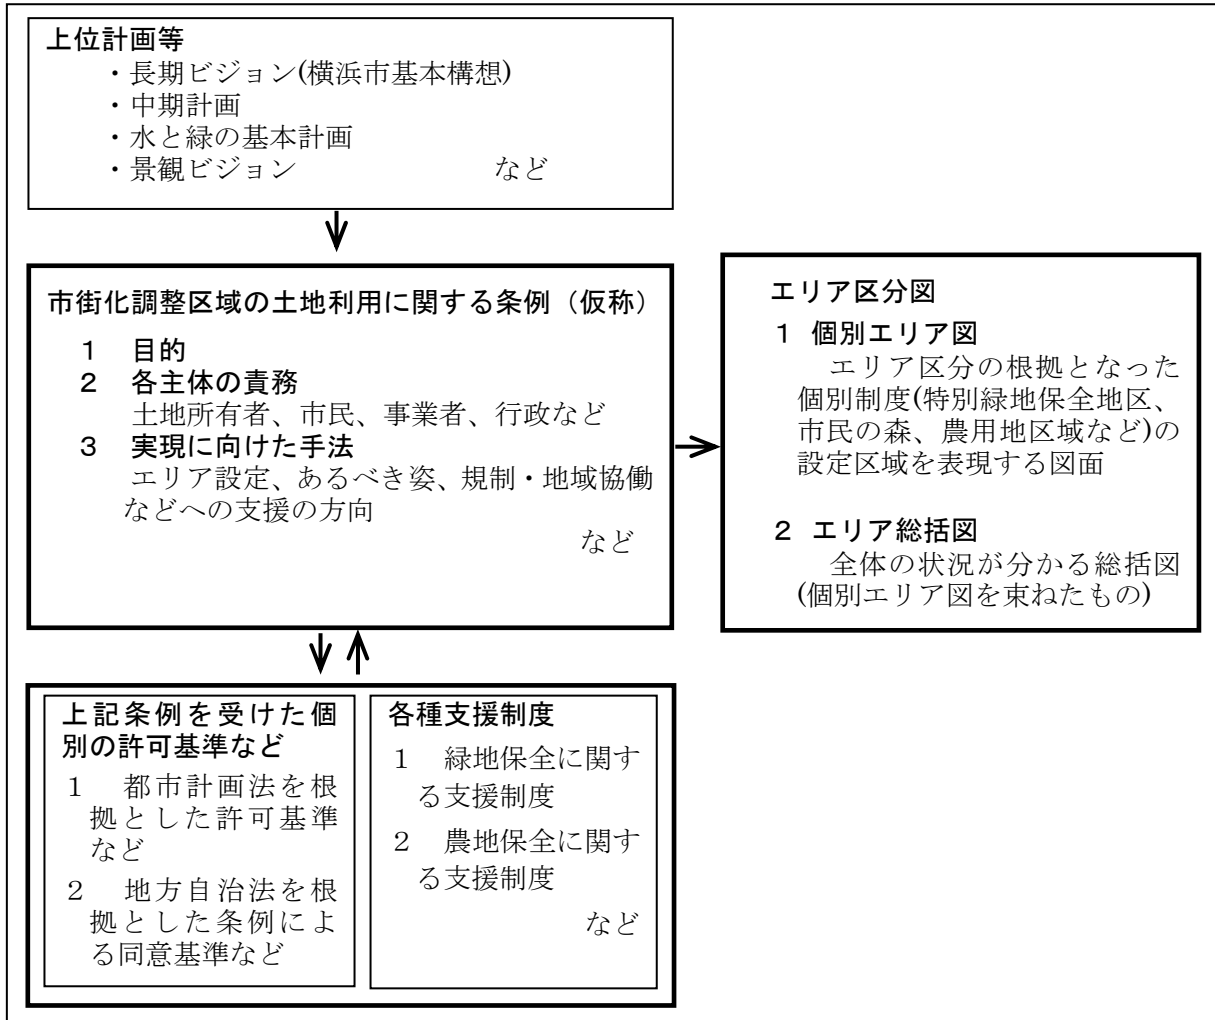 上位計画等
・長期ビジョン(横浜市基本構想)
・中期計画
・水と緑の基本計画
・景観ビジョン など
市街化調整区域の土地利用に関する条例（仮称）
１ 目的
２ 各主体の責務
土地所有者、市民、事業者、行政など
３ 実現に向けた手法
エリア設定、あるべき姿、規制・地域協働
などへの支援の方向
など
エリア区分図
１ 個別エリア図
エリア区分の根拠となった
個別制度(特別緑地保全地区、
市民の森、農用地区域など)の
設定区域を表現する図面
２ エリア総括図
全体の状況が分かる総括図
(個別エリア図を束ねたもの)
上記条例を受けた個
別の許可基準など
１ 都市計画法を根
拠とした許可基準
など
２ 地方自治法を根
拠とした条例によ
る同意基準など
各種支援制度
１ 緑地保全に関す
る支援制度
２ 農地保全に関す
る支援制度
など